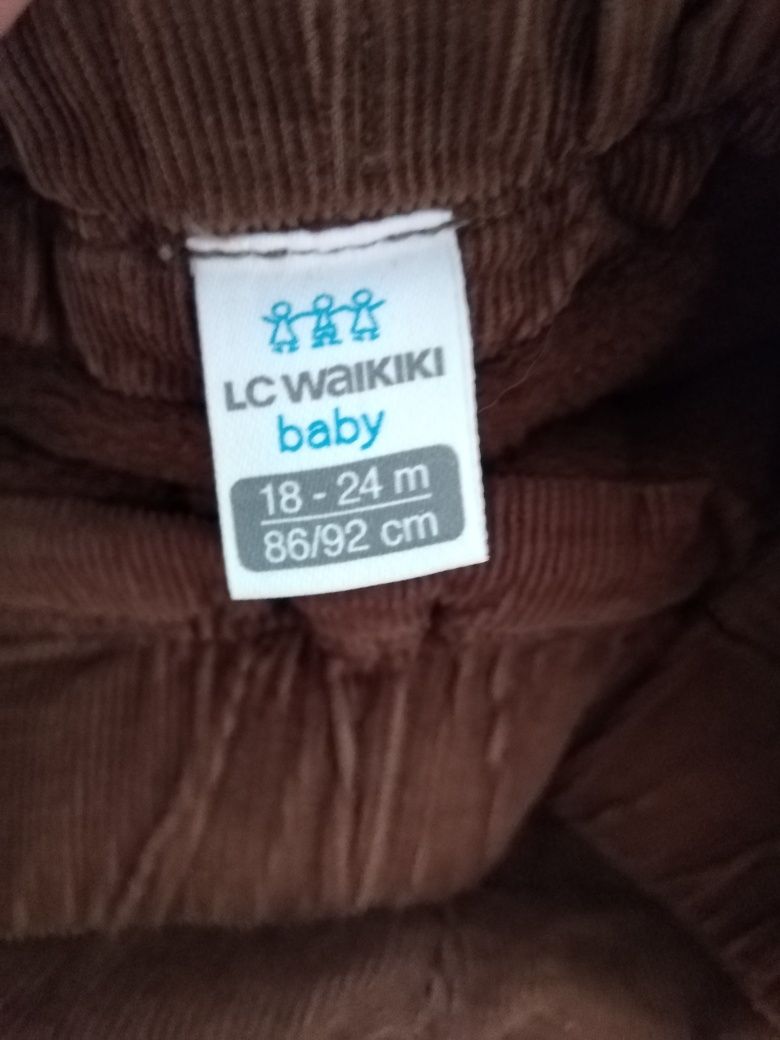 LC WaIKIKI
baby
18 - 24 m
86/92 cm